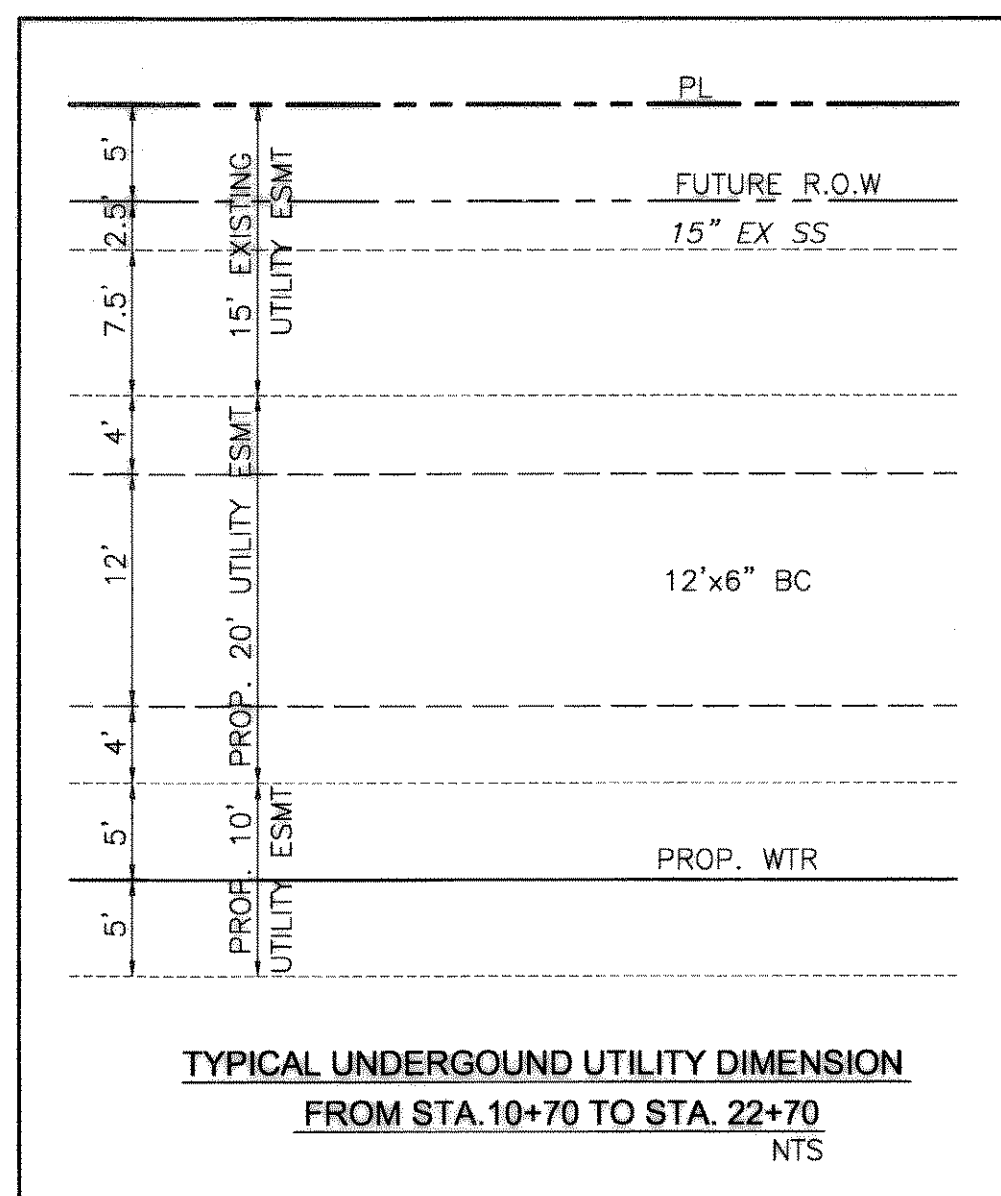 PL
5'
FUTURE R.O.W
2.5'
15" EX SS
7.5'
15' EXISTING
UTILITY ESMT
4'
12'
12'x6" BC
4'
PROP. 20' UTILITY ESMT
5'
PROP. WTR
5'
PROP. 10'
UTILITY ESMT
TYPICAL UNDERGOUND UTILITY DIMENSION
FROM STA.10+70 TO STA. 22+70
NTS